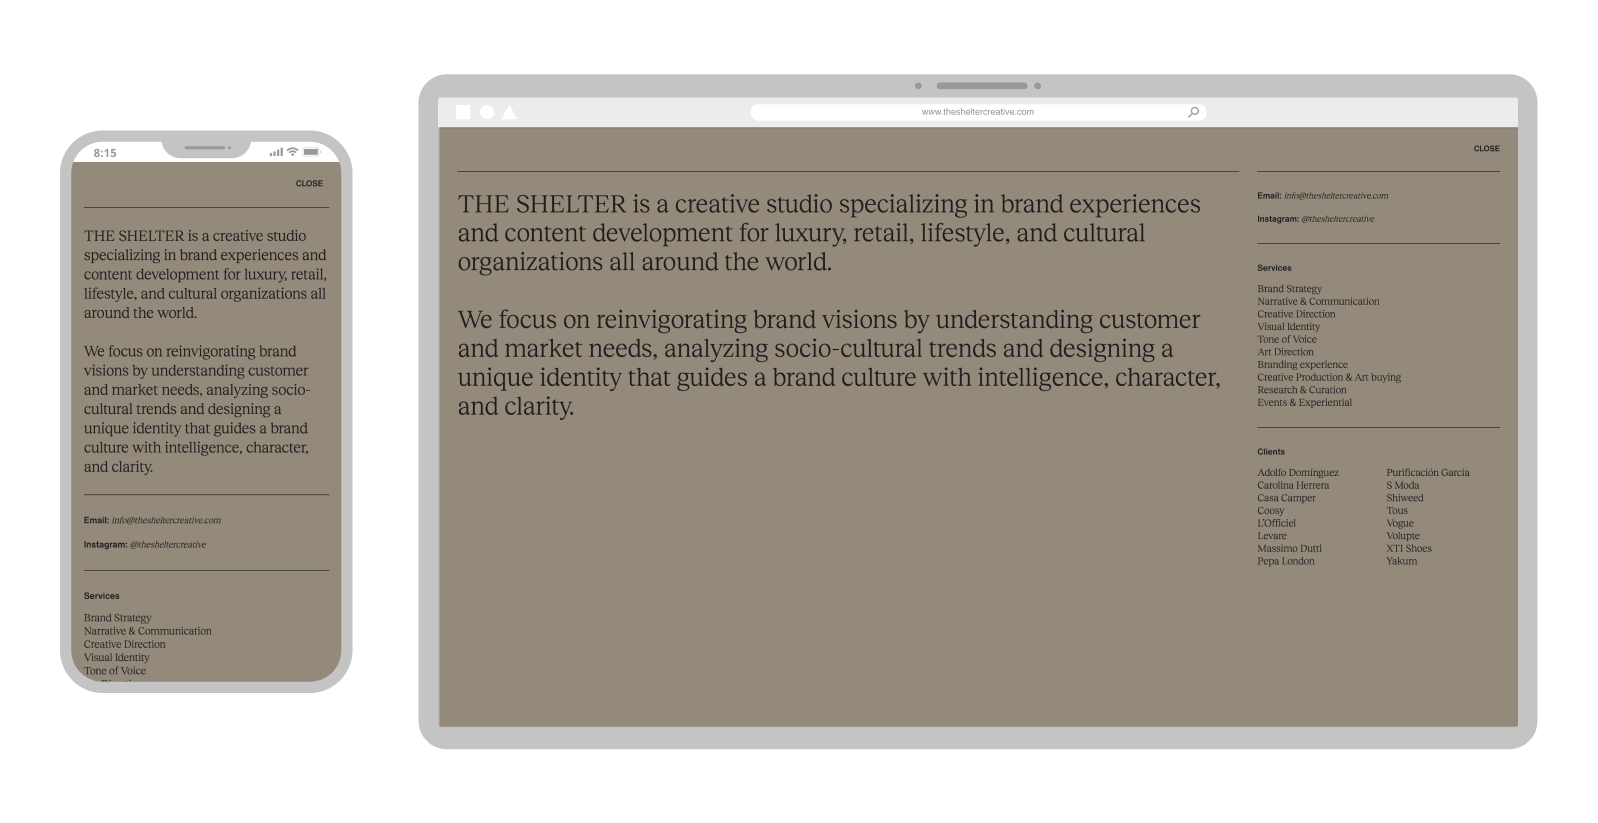 8:15
CLOSE
THE SHELTER is a creative studio
specializing in brand experiences and
content development for luxury, retail,
lifestyle, and cultural organizations all
around the world.
We focus on reinvigorating brand
visions by understanding customer
and market needs, analyzing socio-
cultural trends and designing a
unique identity that guides a brand
culture with intelligence, character,
and clarity.
Email: info@thesheltercreative.com
Instagram: @thesheltercreative
Services
Brand Strategy
Narrative & Communication
Creative Direction
Visual Identity
Tone of Voice
www.thesheltercreative.com
CLOSE
THE SHELTER is a creative studio specializing in brand experiences
and content development for luxury, retail, lifestyle, and cultural
organizations all around the world.
We focus on reinvigorating brand visions by understanding customer
and market needs, analyzing socio-cultural trends and designing a
unique identity that guides a brand culture with intelligence, character,
and clarity.
Email: info@thesheltercreative.com
Instagram: @thesheltercreative
Services
Brand Strategy
Narrative & Communication
Creative Direction
Visual Identity
Tone of Voice
Art Direction
Branding experience
Creative Production & Art buying
Research & Curation
Events & Experiential
Clients
Adolfo Domínguez
Carolina Herrera
Casa Camper
Coosy
L'Officiel
Levare
Massimo Dutti
Pepa London
Purificación García
S Moda
Shiweed
Tous
Vogue
Volupte
XTI Shoes
Yakum